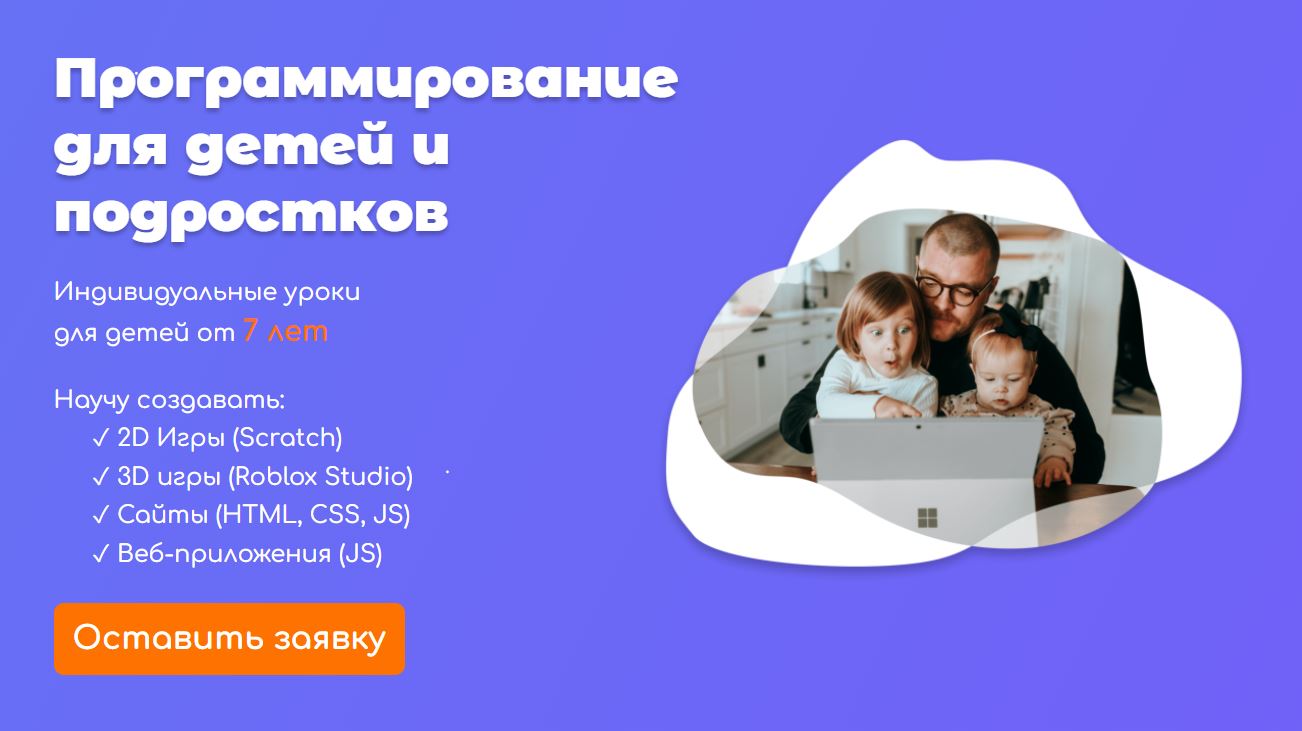 Программирование
для детей и
подростков
Индивидуальные уроки
для детей от 7 лет
Научу создавать:
✓ 2D Игры (Scratch)
✓ 3D игры (Roblox Studio)
✓ Сайты (HTML, CSS, JS)
✓ Веб-приложения (JS)
Оставить заявку